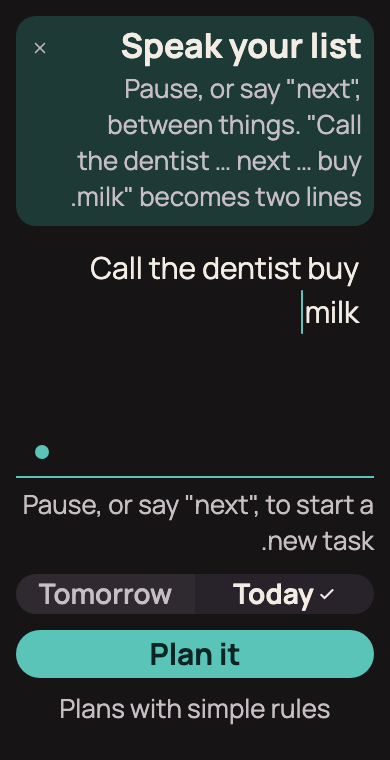 Speak your list
Pause, or say "next",
between things. "Call
the dentist ... next ... buy
milk" becomes two lines.
Call the dentist buy
milk
Pause, or say "next", to start a
new task.
Today
Tomorrow
Plan it
Plans with simple rules